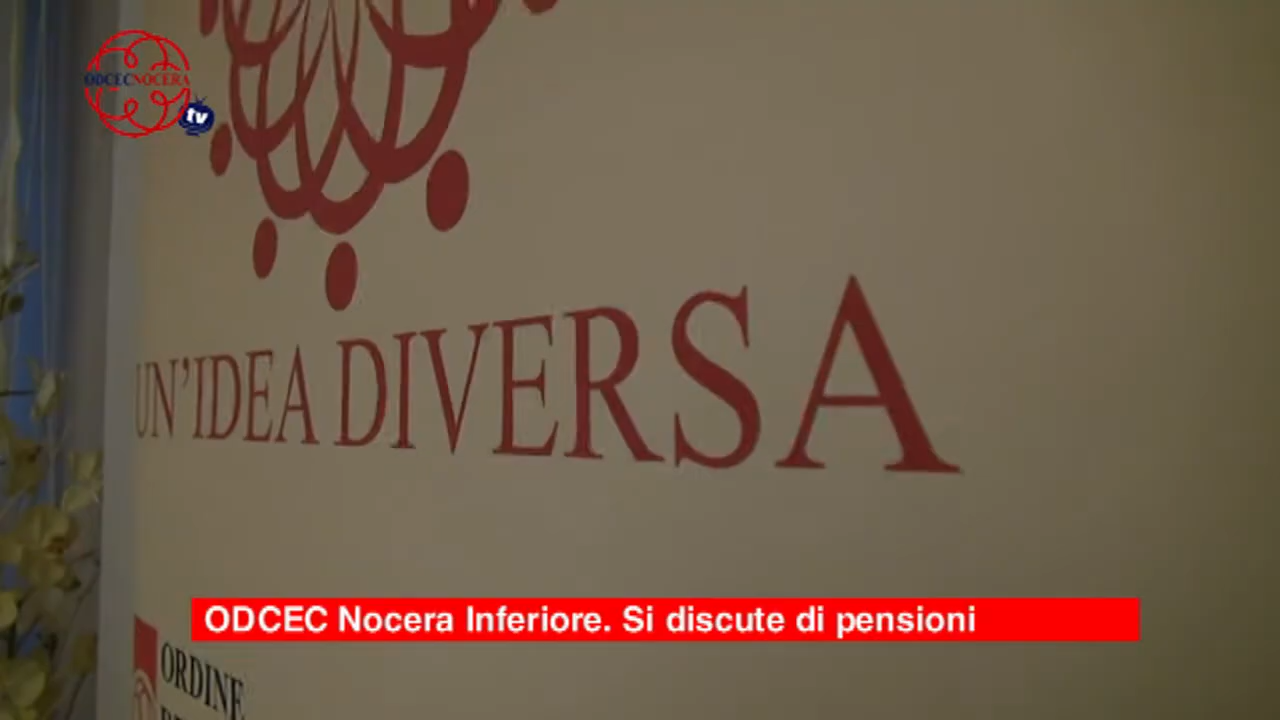 ODCECNOCERA
tv
UN'IDEA DIVERSA
ODCEC Nocera Inferiore. Si discute di pensioni
ORDINE